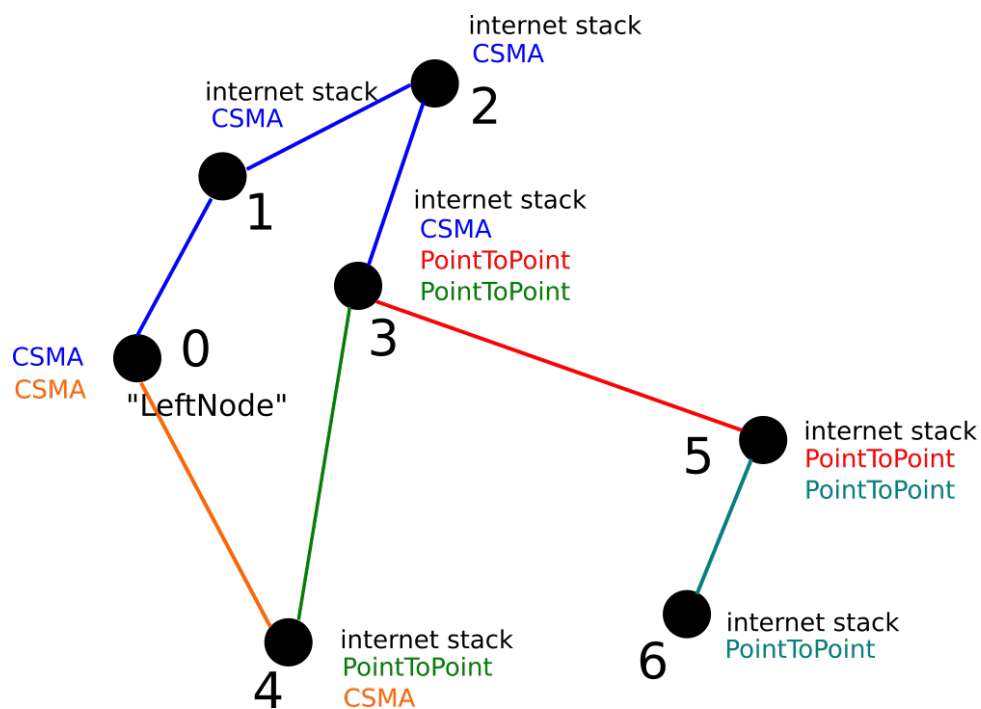 internet stack
CSMA
2
internet stack
CSMA
1
internet stack
CSMA
PointToPoint
PointToPoint
3
0
CSMA
CSMA
"LeftNode"
5
internet stack
PointToPoint
PointToPoint
internet stack
PointToPoint
6
internet stack
PointToPoint
CSMA
4